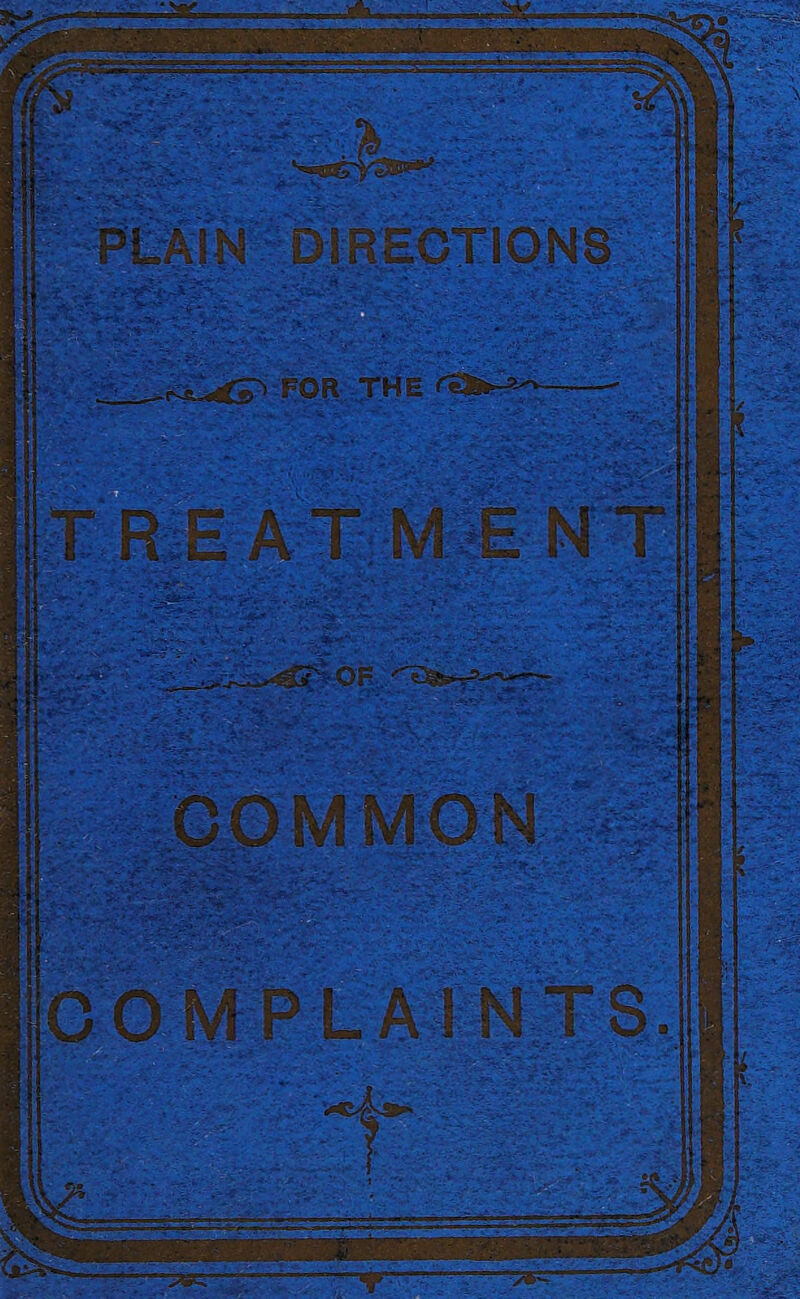 PLAIN DIRECTIONS
FOR THE
TREATMENT
OF
COMMON
COMPLAINTS.